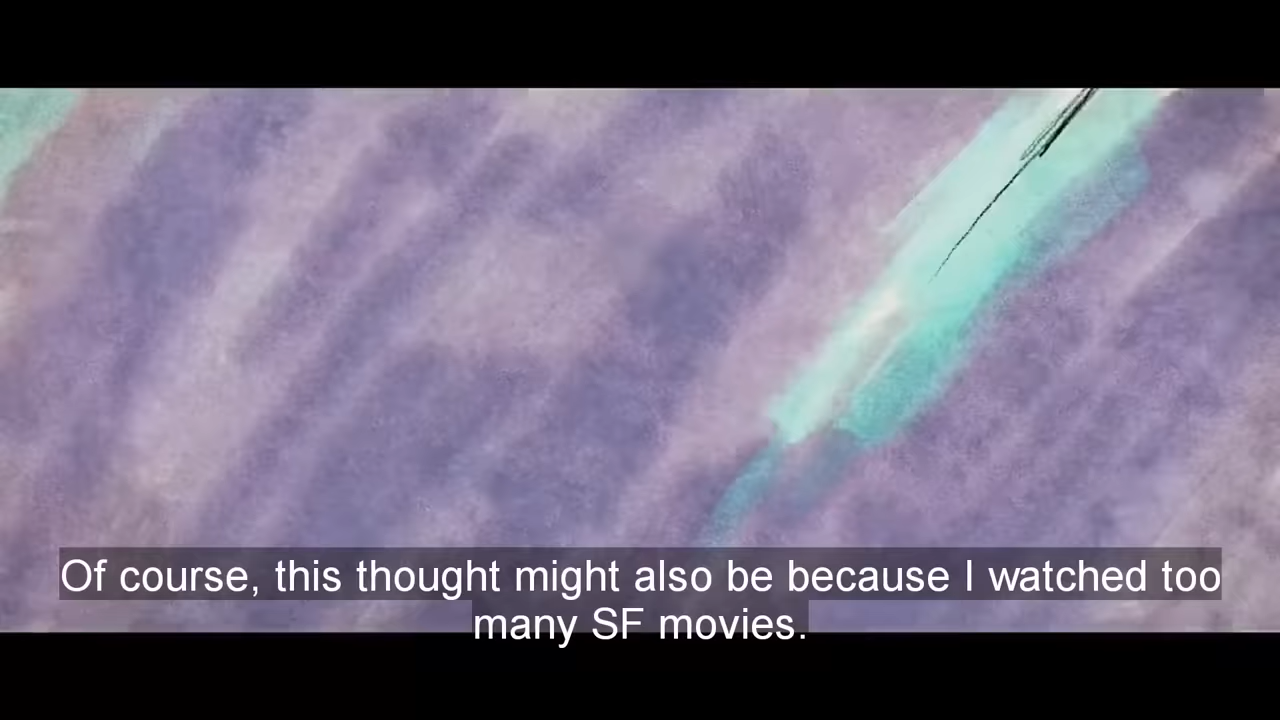 Of course, this thought might also be because I watched too
many SF movies.